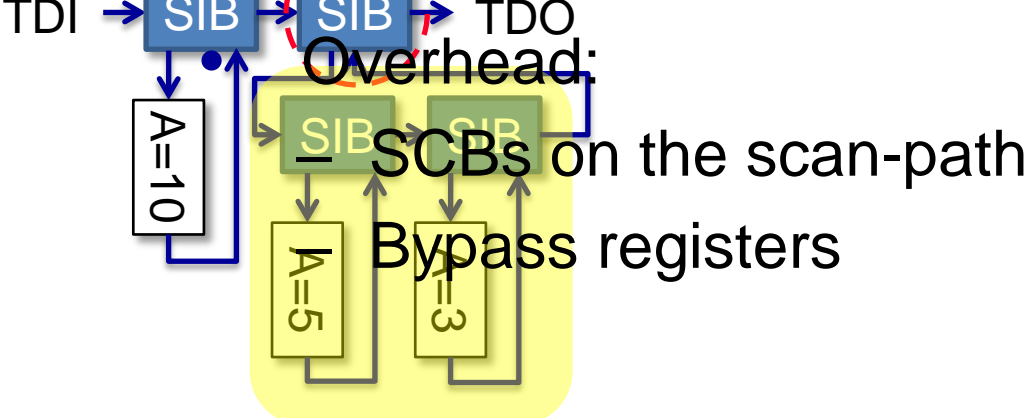 TDI SIB SIB TDO
• Overhead:
SIB SIB
– SCBs on the scan-path
A=10
– Bypass registers
A=5 A=3